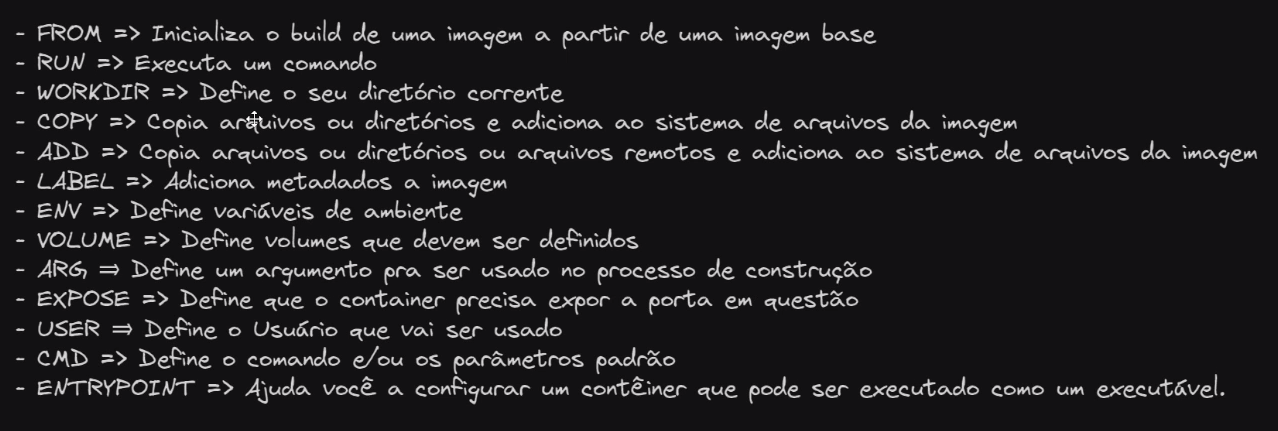 - FROM => Inicializa o build de uma imagem a partir de uma imagem base
- RUN => Executa um comando
- WORKDIR => Define o seu diretório corrente
- COPY => Copia arquivos ou diretórios e adiciona ao sistema de arquivos da imagem
- ADD => Copia arquivos ou diretórios ou arquivos remotos e adiciona ao sistema de arquivos da imagem
- LABEL => Adiciona metadados a imagem
- ENV => Define variáveis de ambiente
- VOLUME => Define volumes que devem ser definidos
- ARG => Define um argumento pra ser usado no processo de construção
- EXPOSE => Define que o container precisa expor a porta em questão
- USER => Define o Usuário que vai ser usado
- CMD => Define o comando e/ou os parâmetros padrão
- ENTRYPOINT => Ajuda você a configurar um contêiner que pode ser executado como um executável.